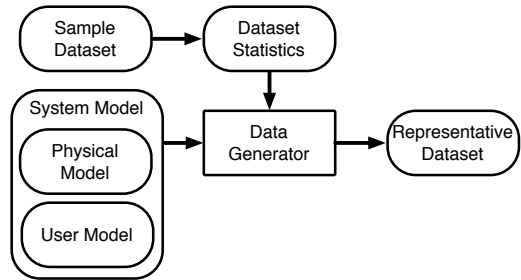 Sample
Dataset
Dataset
Statistics
System Model
Physical
Model
User Model
Data
Generator
Representative
Dataset